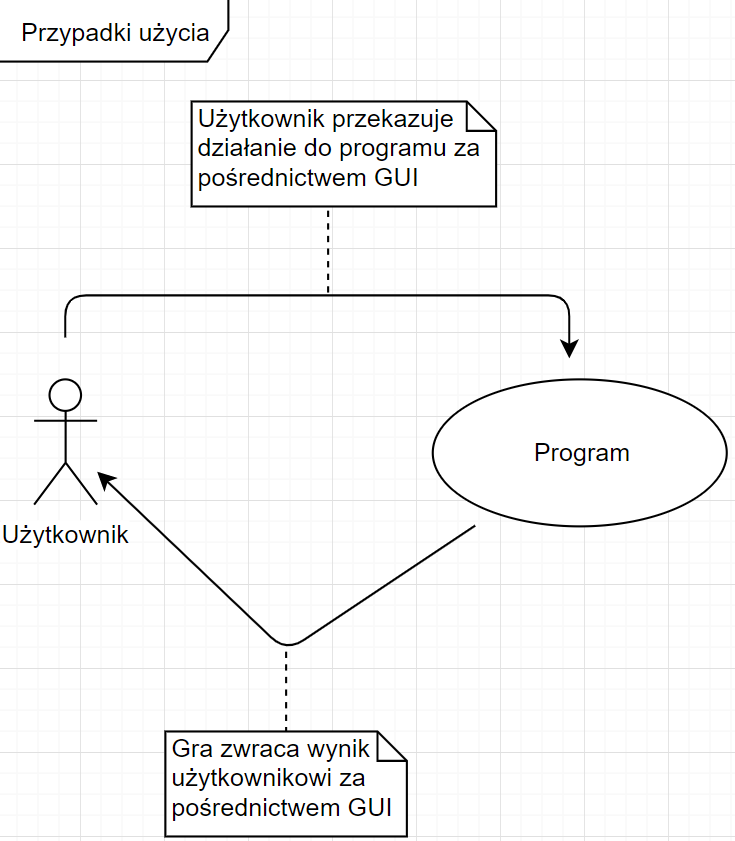 Przypadki użycia
Użytkownik przekazuje
działanie do programu za
pośrednictwem GUI
Program
Użytkownik
Gra zwraca wynik
użytkownikowi za
pośrednictwem GUI